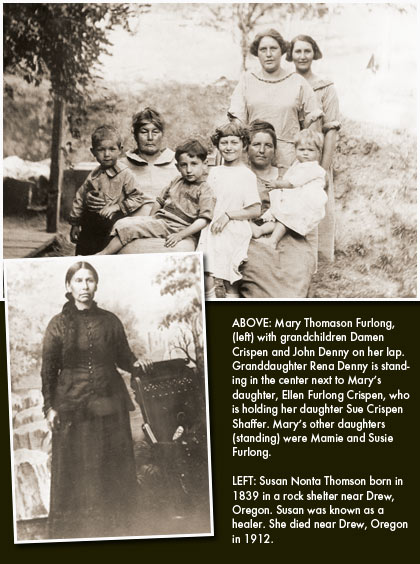 ABOVE: Mary Thomason Furlong,
(left) with grandchildren Damen
Crispen and John Denny on her lap.
Granddaughter Rena Denny is stand-
ing in the center next to Mary's
daughter, Ellen Furlong Crispen, who
is holding her daughter Sue Crispen
Shaffer. Mary's other daughters
(standing) were Mamie and Susie
Furlong.
LEFT: Susan Nonta Thomson born in
1839 in a rock shelter near Drew,
Oregon. Susan was known as a
healer. She died near Drew, Oregon
in 1912.